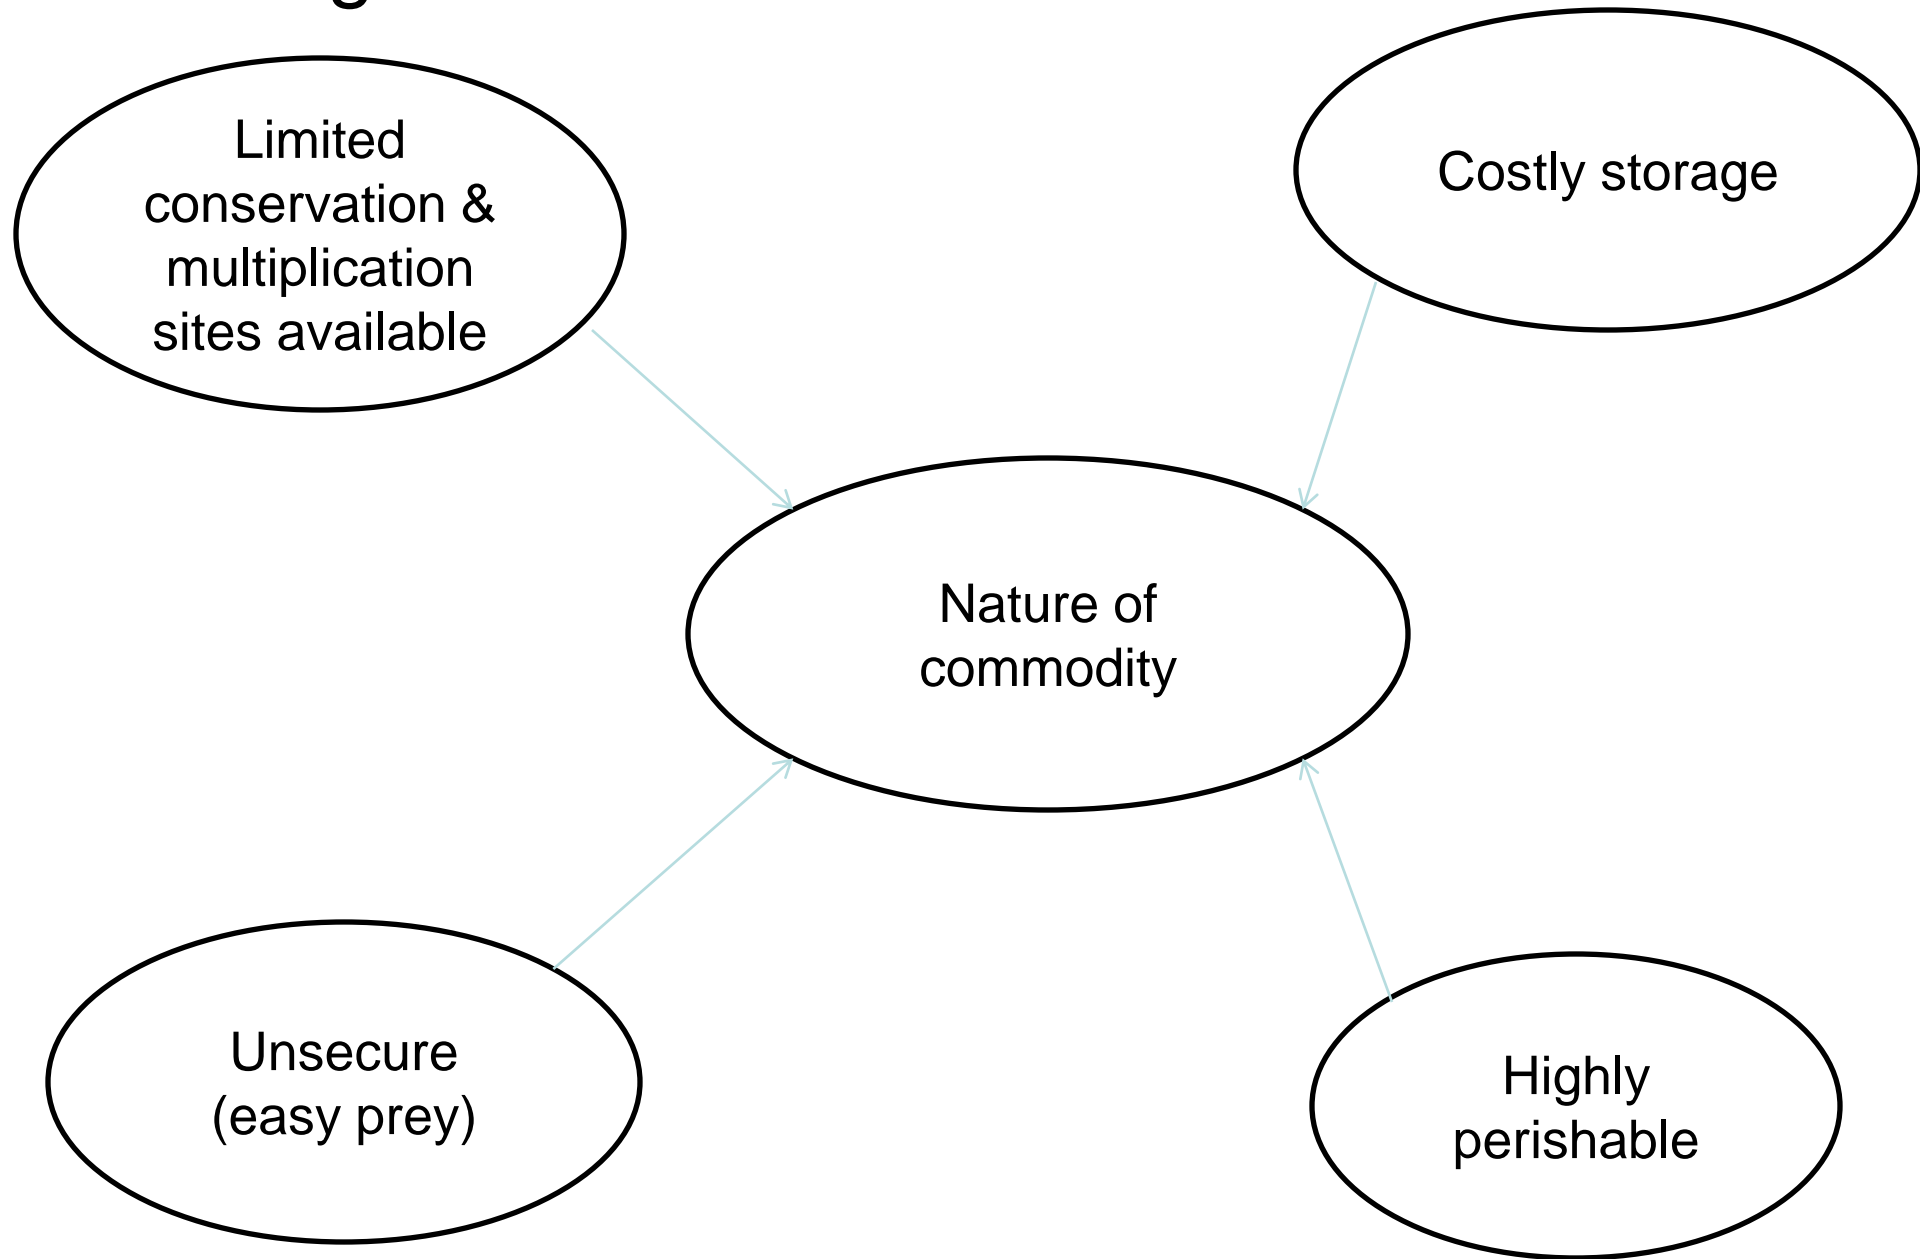 Limited
conservation &
multiplication
sites available
Costly storage
Nature of
commodity
Unsecure
(easy prey)
Highly
perishable